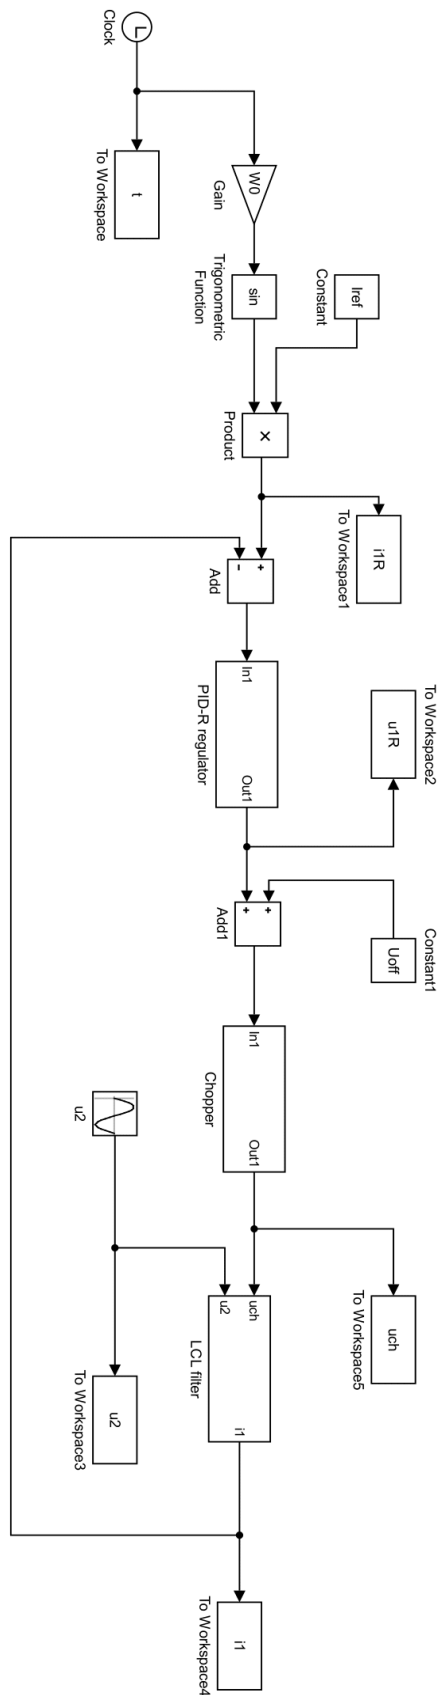 Clock
t
To Workspace
W0
Gain
sin
Trigonometric
Function
Iref
Constant
×
Product
i1R
To Workspace1
+
−
Add
In1
Out1
PID-R regulator
u1R
To Workspace2
+
+
Add1
Uoff
Constant1
In1
Out1
Chopper
u2
uch
To Workspace5
uch
u2
i1
LCL filter
u2
To Workspace3
i1
To Workspace4